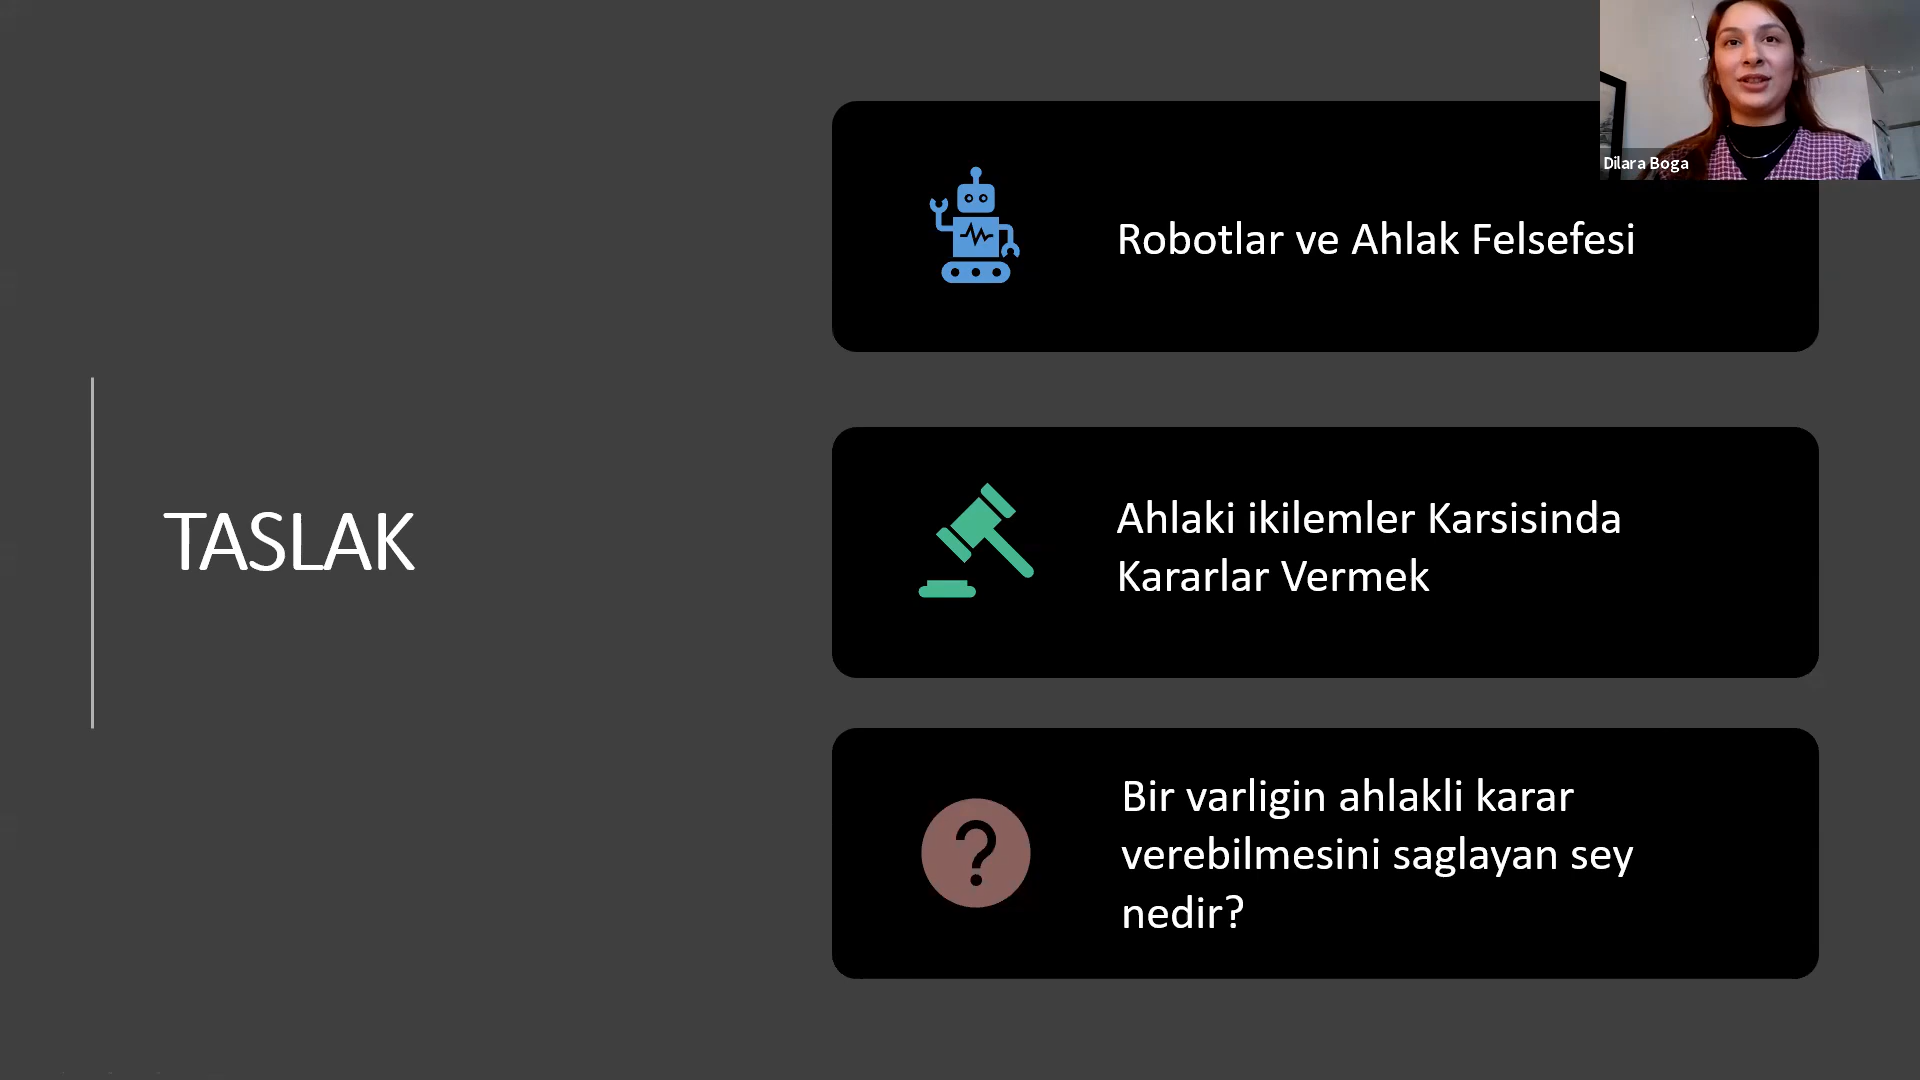 Dilara Boga
Robotlar ve Ahlak Felsefesi
TASLAK
Ahlaki ikilemler Karsisinda
Kararlar Vermek
Bir varligin ahlakli karar
verebilmesini saglayan sey
nedir?